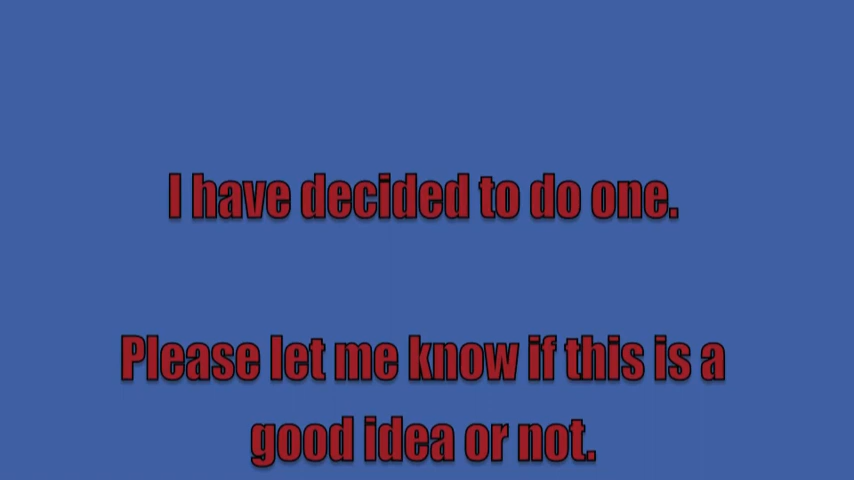 I have decided to do one.
Please let me know if this is a
good idea or not.